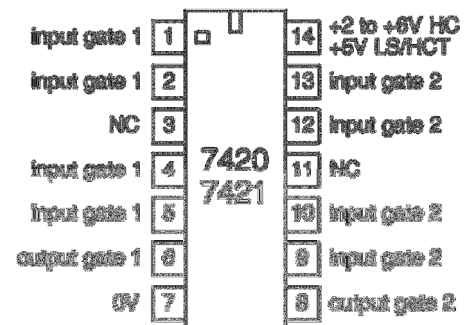 input gate 1 1 14 +2 to +6V HC
+5V LS/HCT
input gate 1 2 13 input gate 2
NC 3 12 input gate 2
7420
input gate 1 4 11 NC
7421
input gate 1 5 10 input gate 2
output gate 1 6 9 input gate 2
0V 7 8 output gate 2